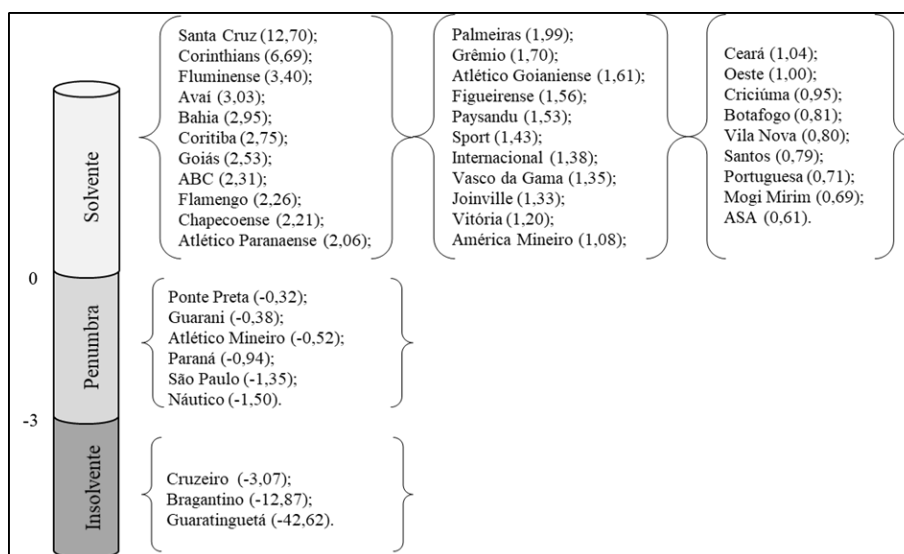 Solvente
Santa Cruz (12,70);
Corinthians (6,69);
Fluminense (3,40);
Avaí (3,03);
Bahia (2,95);
Coritiba (2,75);
Goiás (2,53);
ABC (2,31);
Flamengo (2,26);
Chapecoense (2,21);
Atlético Paranaense (2,06);
Palmeiras (1,99);
Grêmio (1,70);
Atlético Goianiense (1,61);
Figueirense (1,56);
Paysandu (1,53);
Sport (1,43);
Internacional (1,38);
Vasco da Gama (1,35);
Joinville (1,33);
Vitória (1,20);
América Mineiro (1,08);
Ceará (1,04);
Oeste (1,00);
Criciúma (0,95);
Botafogo (0,81);
Vila Nova (0,80);
Santos (0,79);
Portuguesa (0,71);
Mogi Mirim (0,69);
ASA (0,61).
0
Penumbra
Ponte Preta (-0,32);
Guarani (-0,38);
Atlético Mineiro (-0,52);
Paraná (-0,94);
São Paulo (-1,35);
Náutico (-1,50).
-3
Insolvente
Cruzeiro (-3,07);
Bragantino (-12,87);
Guaratinguetá (-42,62).